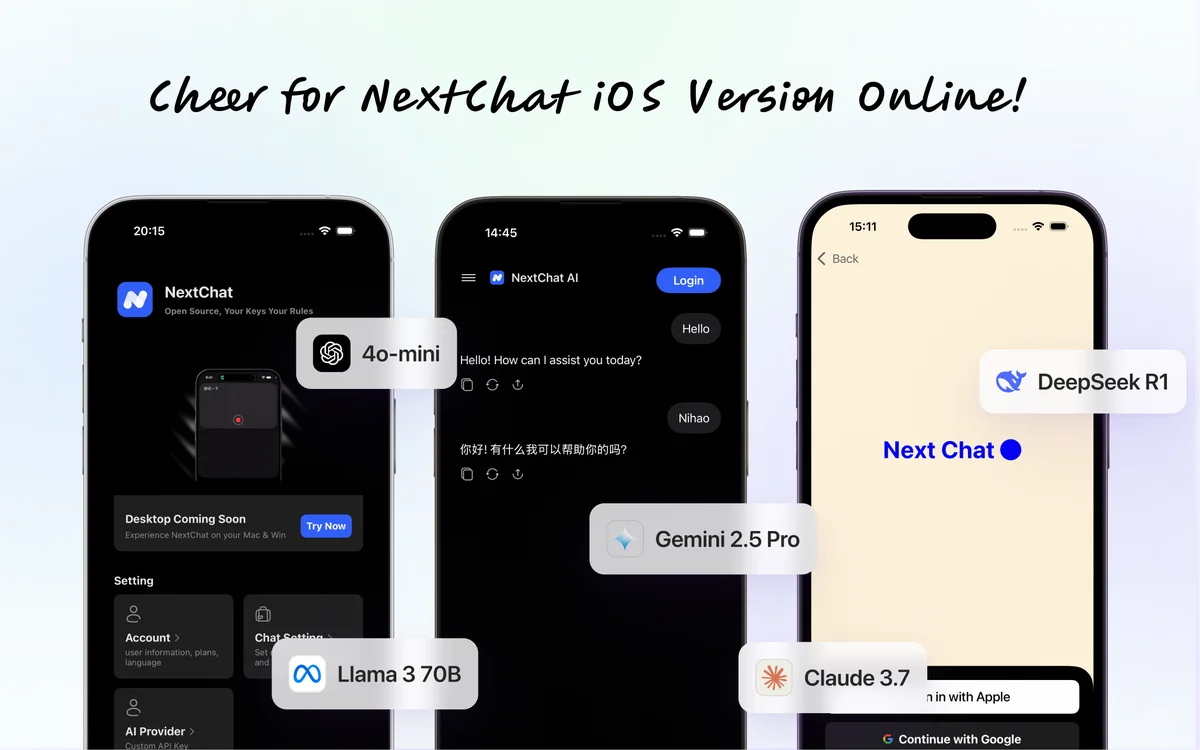 Cheer for NextChat iOS Version Online!
20:15
NextChat
Open Source, Your Keys Your Rules
4o-mini
Desktop Coming Soon
Experience NextChat on your Mac & Win
Try Now
Setting
Account >
user information, plans,
language
Chat Setting >
Set
and
AI Provider >
Custom API Key
Llama 3 70B
14:45
NextChat AI
Login
Hello
Hello! How can I assist you today?
Nihao
你好! 有什么我可以帮助你的吗?
Gemini 2.5 Pro
15:11
Back
DeepSeek R1
Next Chat
Claude 3.7
n in with Apple
Continue with Google